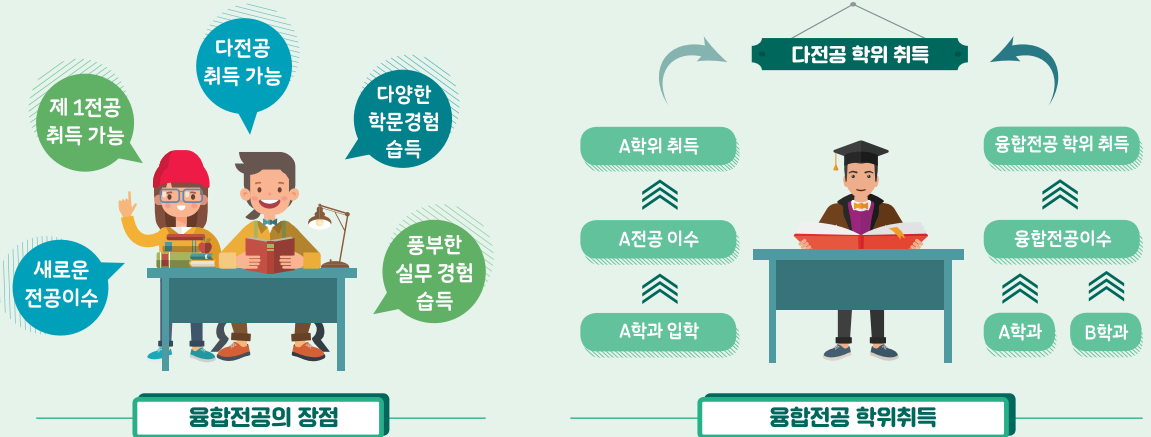 다전공
취득 가능
제 1전공
취득 가능
다양한
학문경험
습득
새로운
전공이수
풍부한
실무 경험
습득
융합전공의 장점
다전공 학위 취득
A학위 취득
A전공 이수
A학과 입학
융합전공 학위 취득
융합전공이수
A학과
B학과
융합전공 학위취득